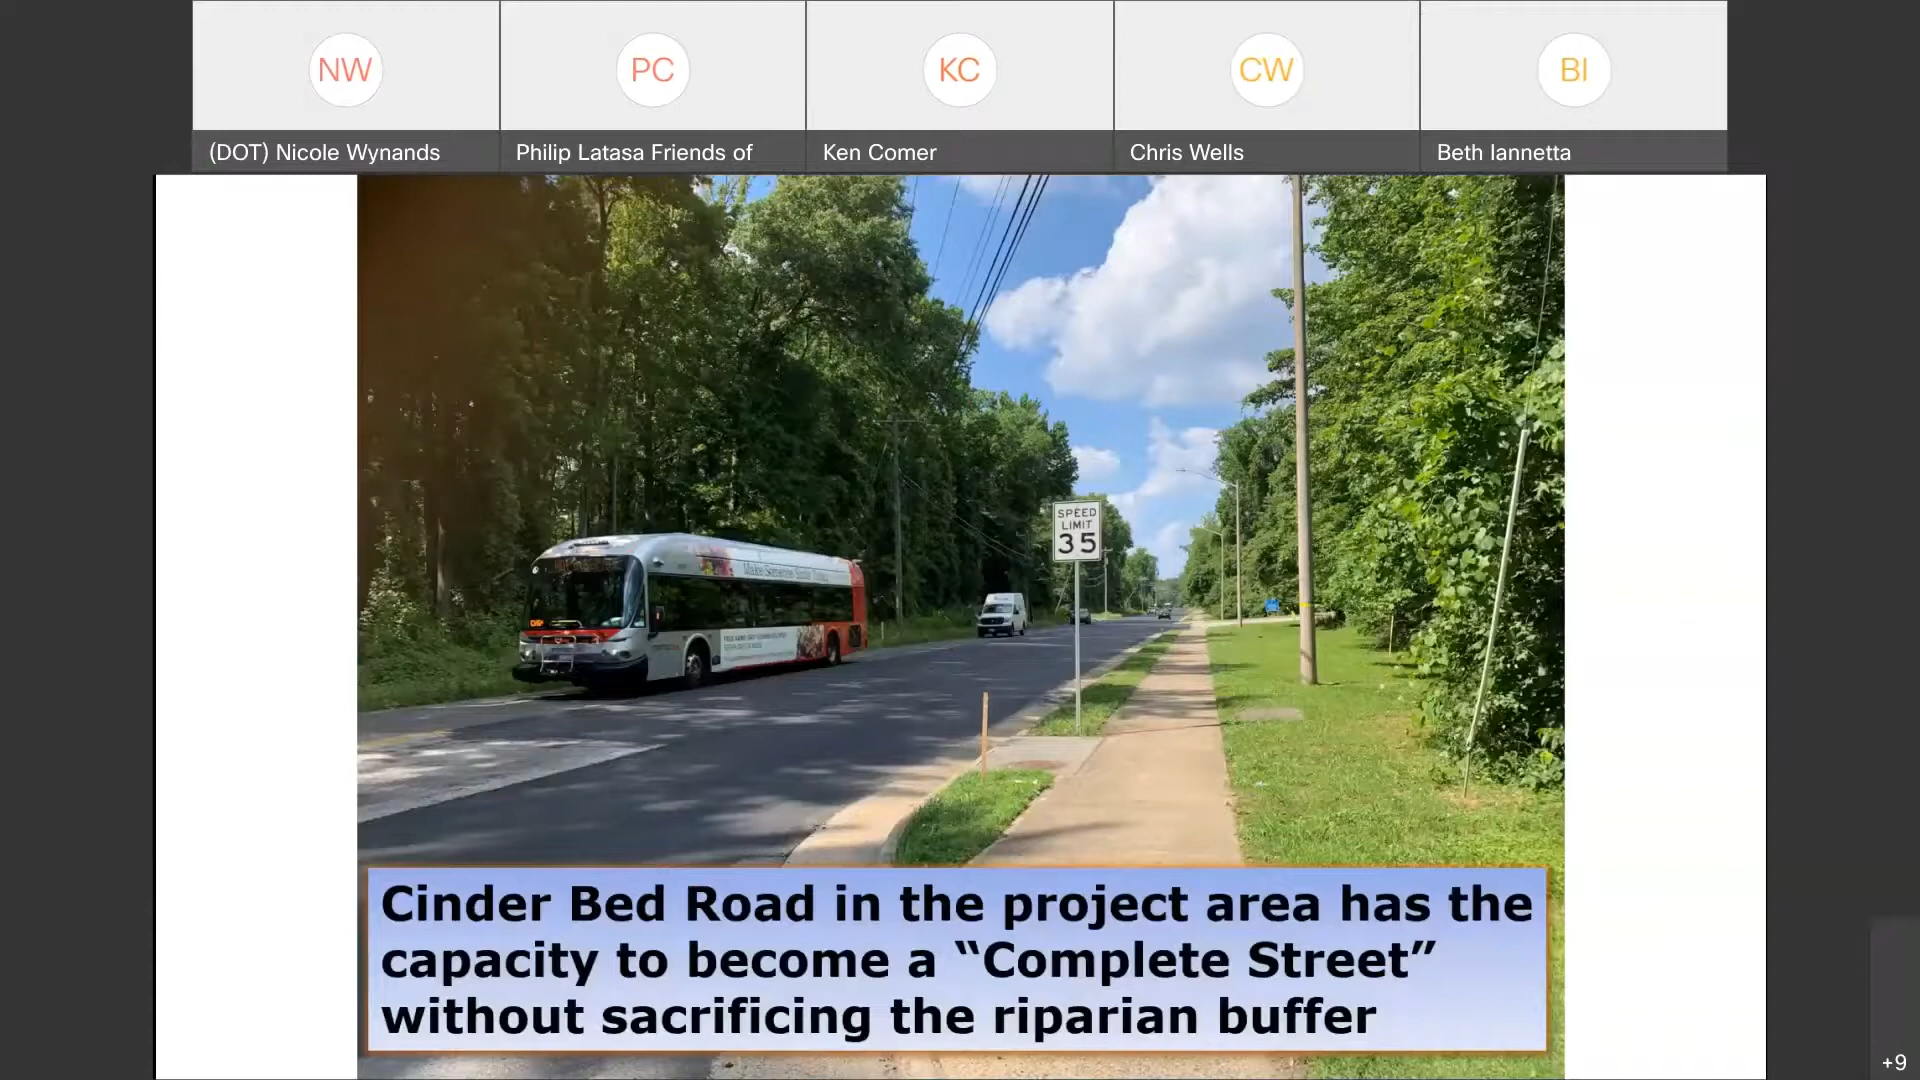 NW
PC
KC
CW
BI
(DOT) Nicole Wynands
Philip Latasa Friends of
Ken Comer
Chris Wells
Beth Iannetta
SPEED
LIMIT
35
Cinder Bed Road in the project area has the
capacity to become a “Complete Street”
without sacrificing the riparian buffer
+9